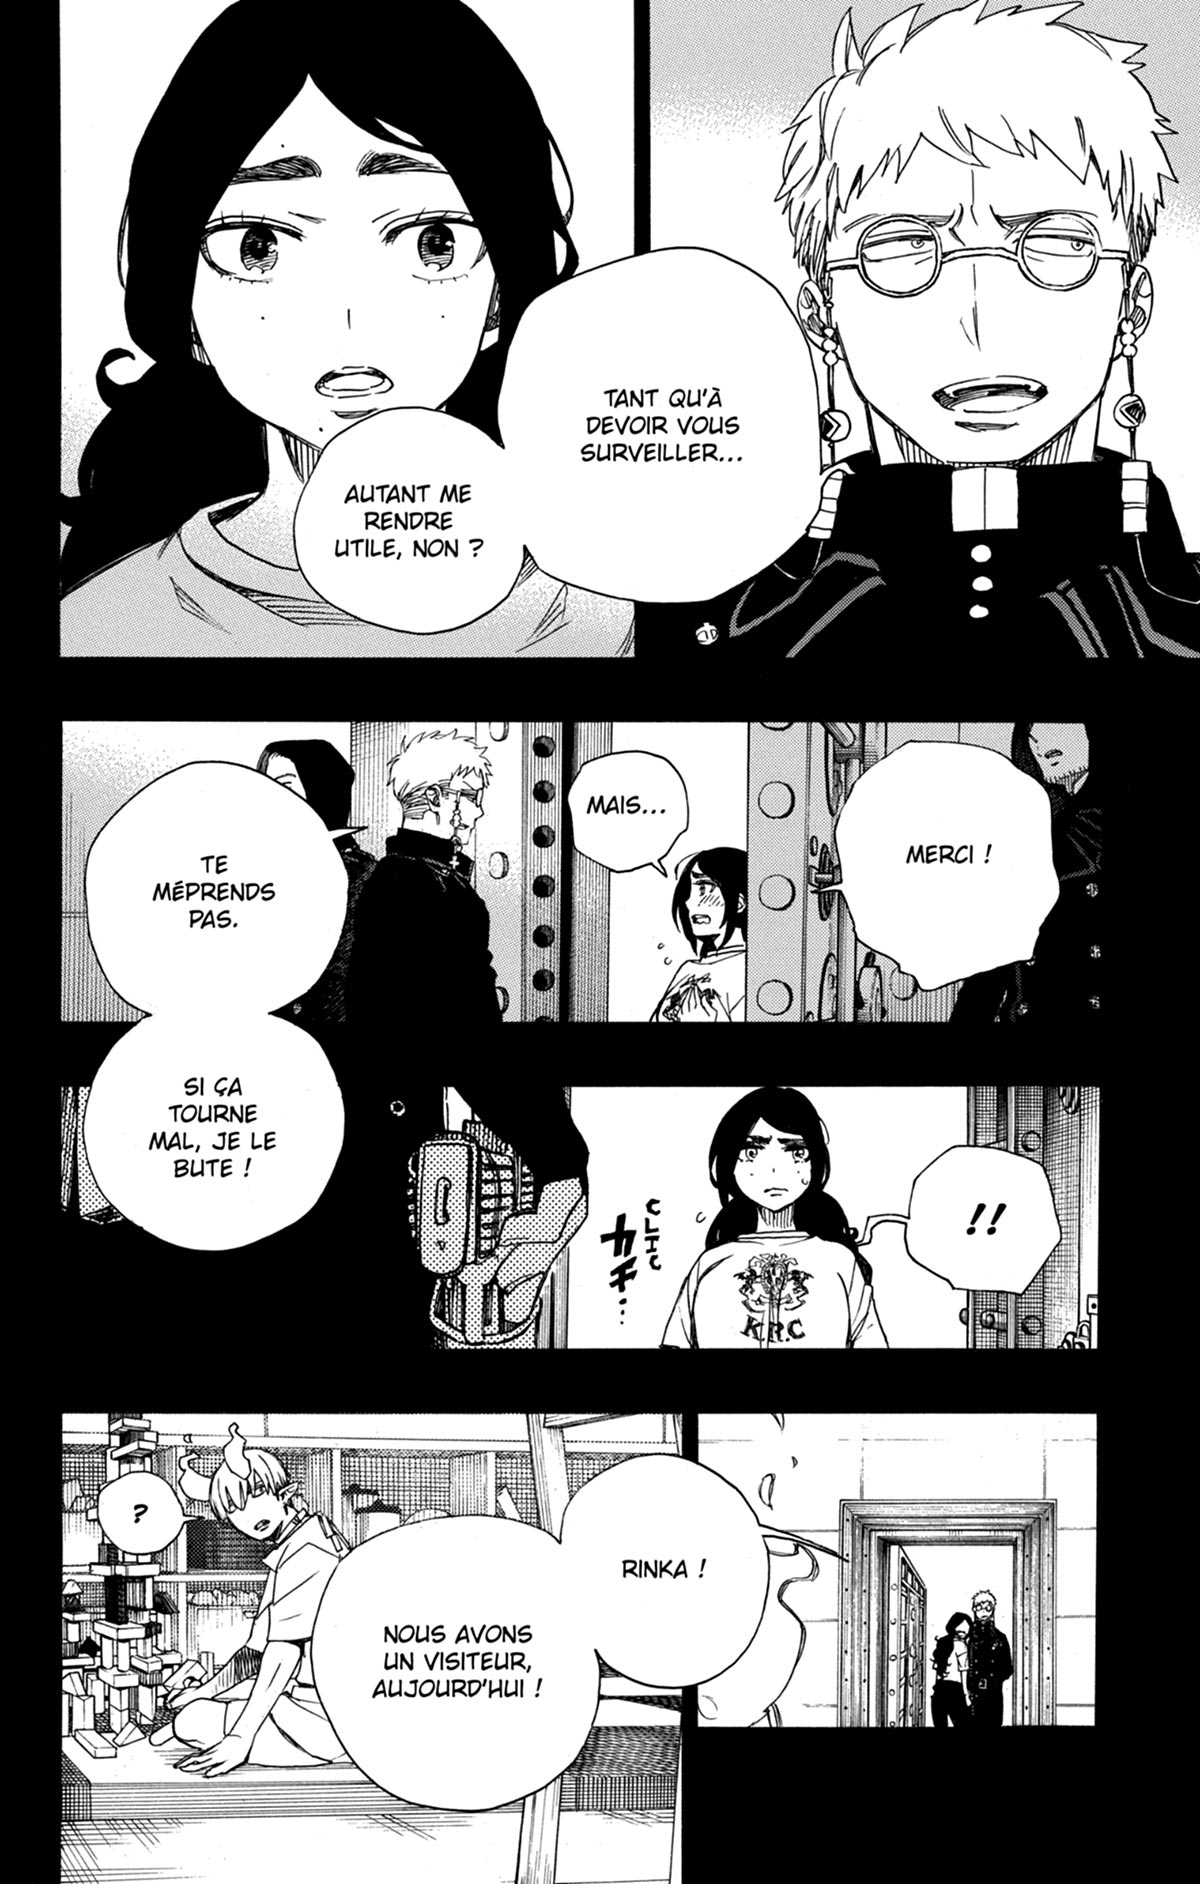 TANT QU'À
DEVOIR VOUS
SURVEILLER...
AUTANT ME
RENDRE
UTILE, NON ?
MERCI !
MAIS...
TE
MÉPRENDS
PAS.
SI ÇA
TOURNE
MAL, JE LE
BUTE !
!!
CLIC
カチ...
K.R.C
RINKA !
NOUS AVONS
UN VISITEUR,
AUJOURD'HUI !
?